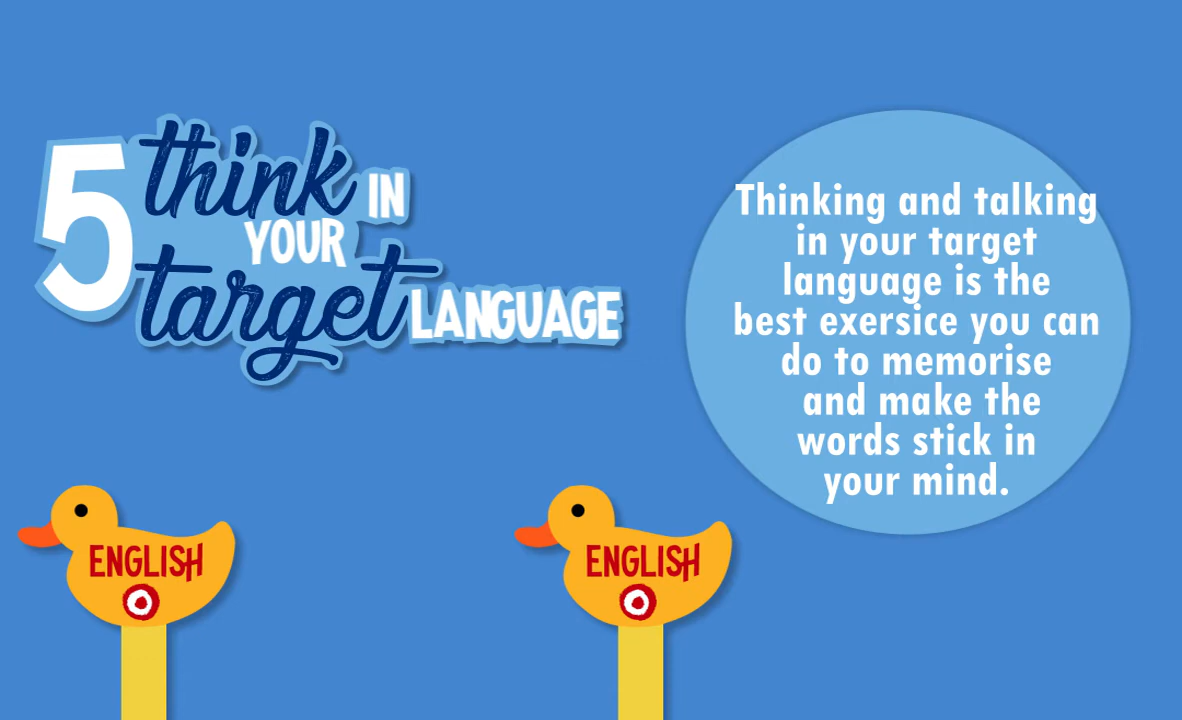 5 think IN
YOUR
target LANGUAGE
Thinking and talking
in your target
language is the
best exersice you can
do to memorise
and make the
words stick in
your mind.
ENGLISH
ENGLISH